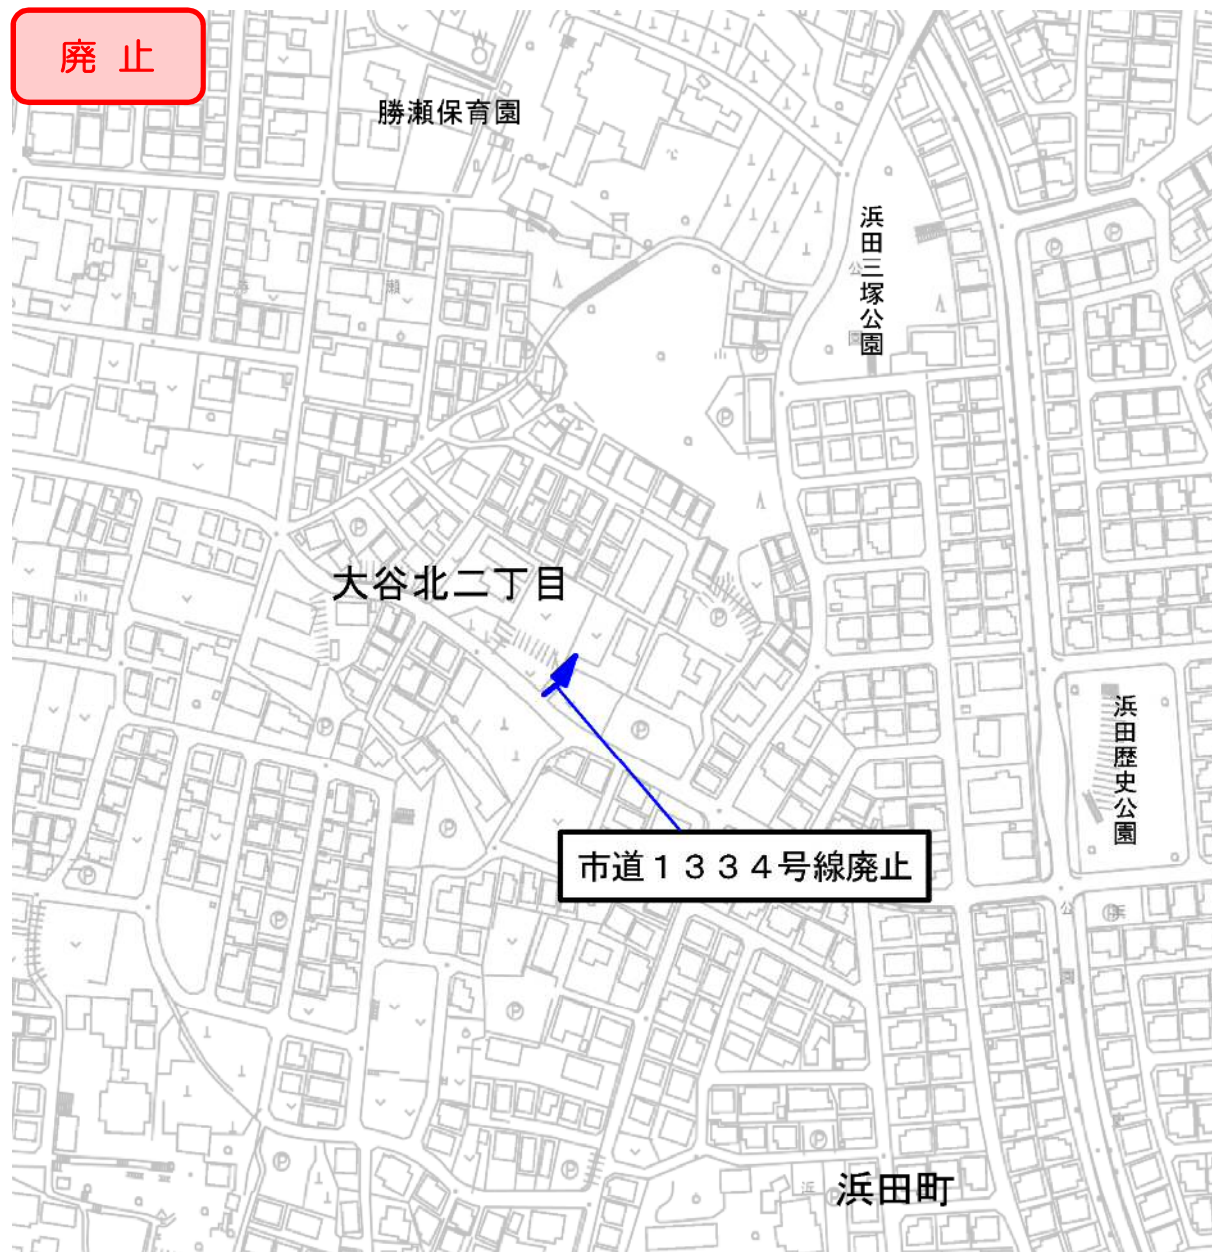 廃 止
勝瀬保育園
浜田三塚公園
大谷北二丁目
浜田歴史公園
市道１３３４号線廃止
浜田町